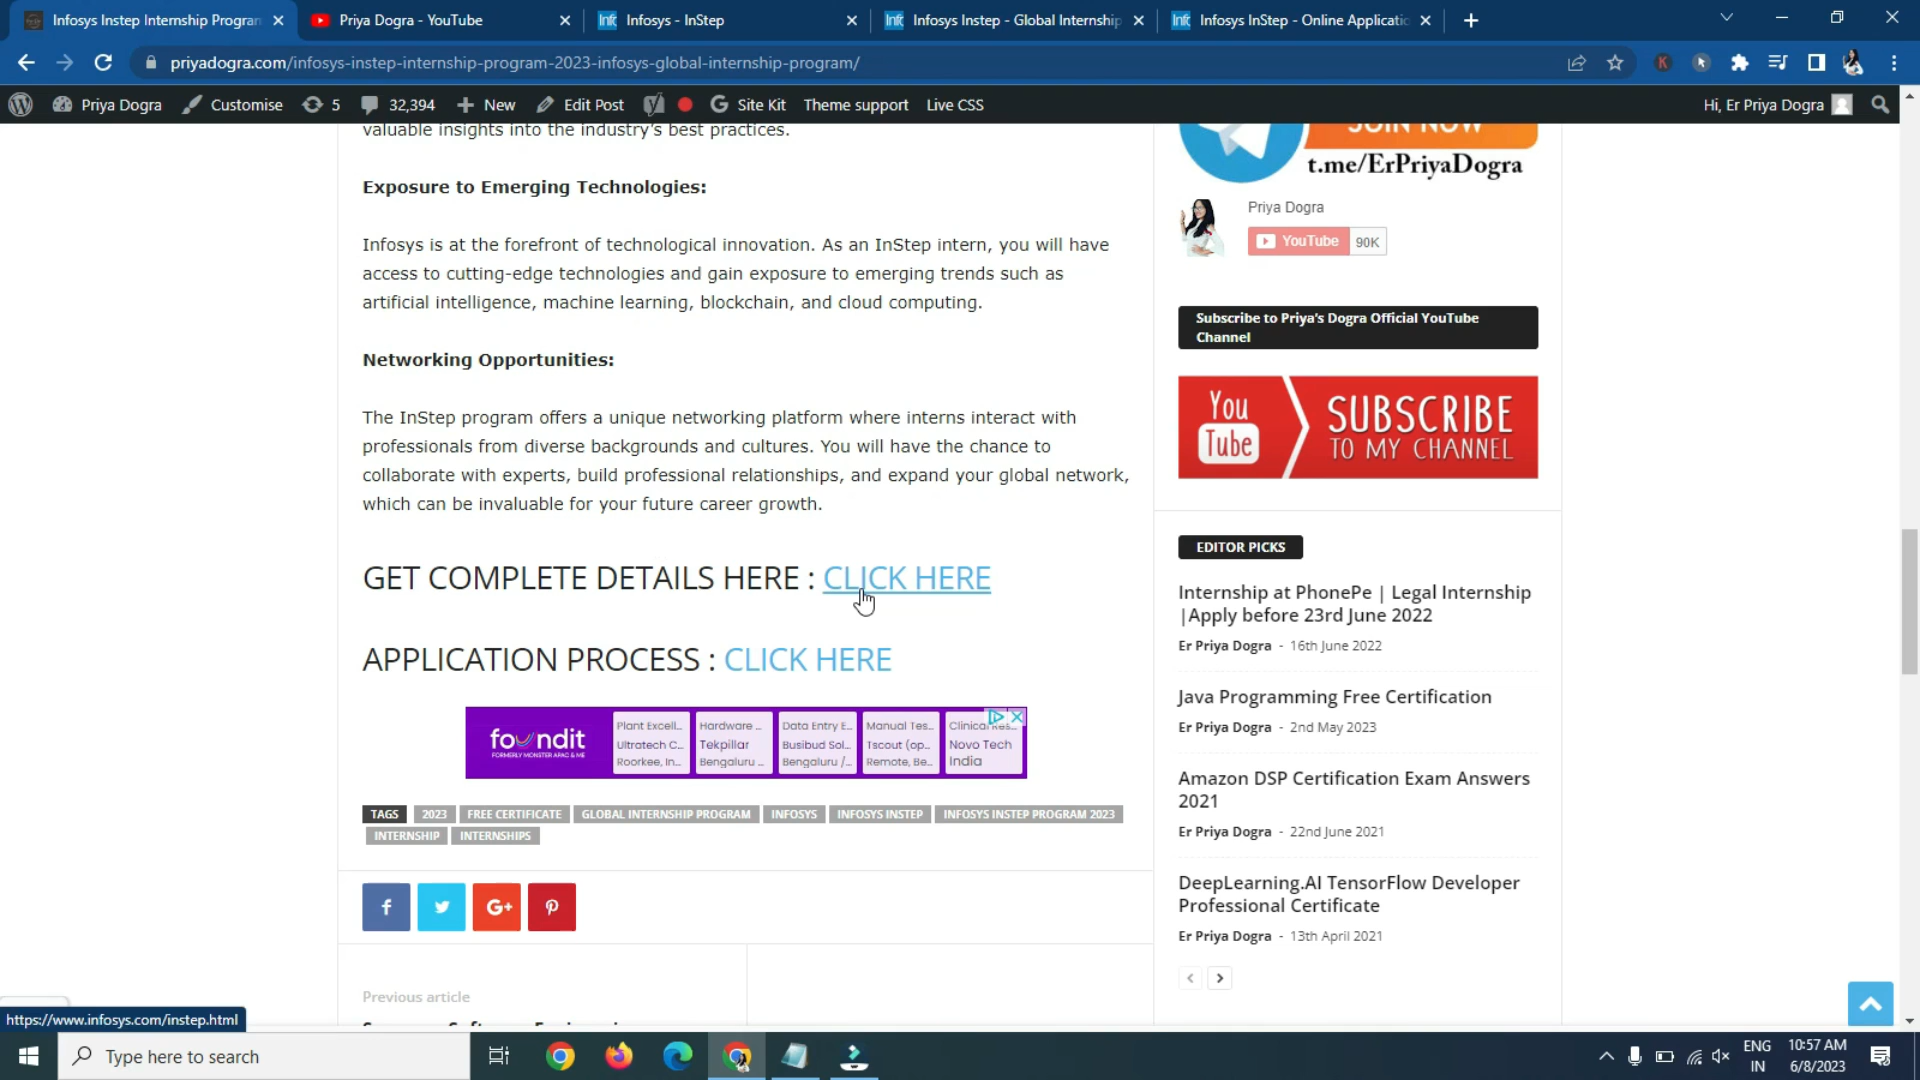 Infosys Instep Internship Program
Priya Dogra - YouTube
Infosys - InStep
Infosys Instep - Global Internship
Infosys InStep - Online Applicatio
priyadogra.com/infosys-instep-internship-program-2023-infosys-global-internship-program/
Priya Dogra
Customise
5
32,394
New
Edit Post
Site Kit
Theme support
Live CSS
Hi, Er Priya Dogra
valuable insights into the industry's best practices.
Exposure to Emerging Technologies:
Infosys is at the forefront of technological innovation. As an InStep intern, you will have
access to cutting-edge technologies and gain exposure to emerging trends such as
artificial intelligence, machine learning, blockchain, and cloud computing.
Networking Opportunities:
The InStep program offers a unique networking platform where interns interact with
professionals from diverse backgrounds and cultures. You will have the chance to
collaborate with experts, build professional relationships, and expand your global network,
which can be invaluable for your future career growth.
GET COMPLETE DETAILS HERE : CLICK HERE
APPLICATION PROCESS : CLICK HERE
foundit
FORMERLY MONSTER APAC & ME
Plant Excell...
Ultratech C...
Roorkee, In...
Hardware ...
Tekpillar
Bengaluru ...
Data Entry E...
Busibud Sol...
Bengaluru /...
Manual Tes...
Tscout (op...
Remote, Be...
Clinical Res...
Novo Tech
India
TAGS 2023 FREE CERTIFICATE GLOBAL INTERNSHIP PROGRAM INFOSYS INFOSYS INSTEP INFOSYS INSTEP PROGRAM 2023
INTERNSHIP INTERNSHIPS
f
G+
Previous article
JOIN NOW
t.me/ErPriyaDogra
Priya Dogra
YouTube 90K
Subscribe to Priya's Dogra Official YouTube
Channel
You
Tube
SUBSCRIBE
TO MY CHANNEL
EDITOR PICKS
Internship at PhonePe | Legal Internship
|Apply before 23rd June 2022
Er Priya Dogra - 16th June 2022
Java Programming Free Certification
Er Priya Dogra - 2nd May 2023
Amazon DSP Certification Exam Answers
2021
Er Priya Dogra - 22nd June 2021
DeepLearning.AI TensorFlow Developer
Professional Certificate
Er Priya Dogra - 13th April 2021
https://www.infosys.com/instep.html
Type here to search
ENG
IN
10:57 AM
6/8/2023